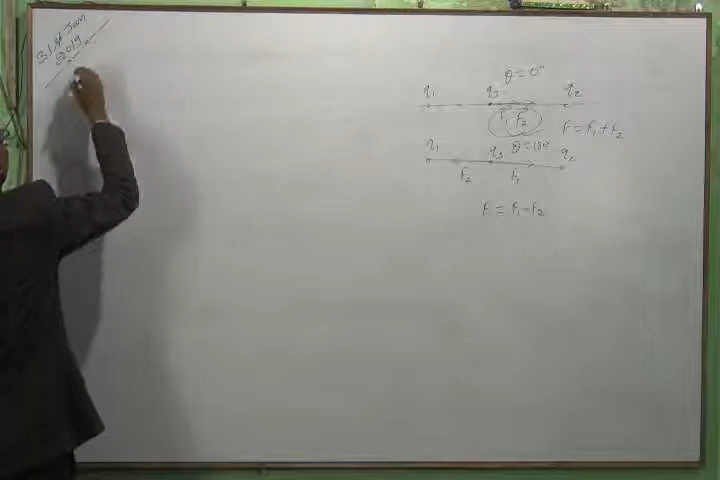 31st Jan
2019
θ = 0°
q₁ q₃ q₂
F₁ F₂
F = F₁ + F₂
q₁ q₃ θ = 180° q₂
F₂ F₁
F = F₁ - F₂